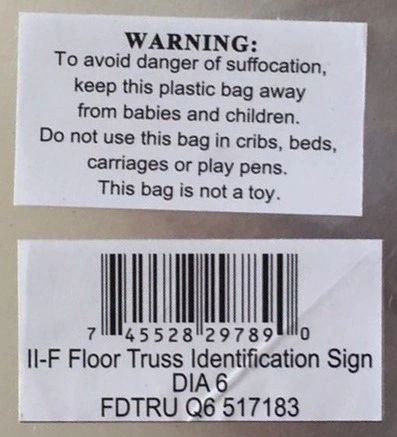 WARNING:
To avoid danger of suffocation,
keep this plastic bag away
from babies and children.
Do not use this bag in cribs, beds,
carriages or play pens.
This bag is not a toy.
7 45528 29789 0
II-F Floor Truss Identification Sign
DIA 6
FDTRU Q6 517183